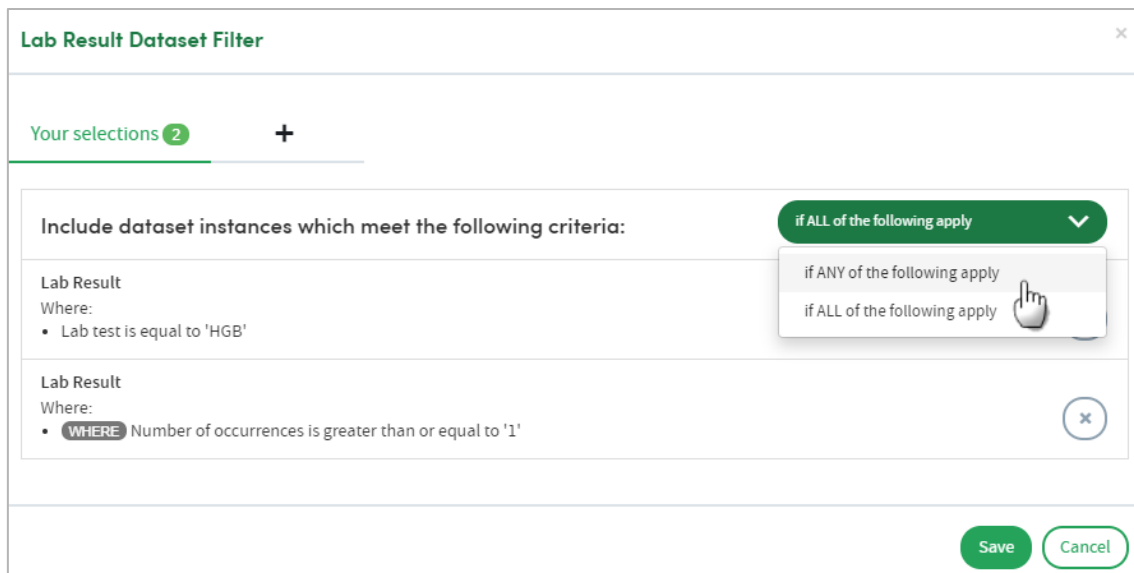 Lab Result Dataset Filter ×
Your selections 2 +
Include dataset instances which meet the following criteria: if ALL of the following apply
if ANY of the following apply
if ALL of the following apply
Lab Result
Where:
• Lab test is equal to 'HGB'
Lab Result
Where:
• WHERE Number of occurrences is greater than or equal to '1' ×
Save Cancel